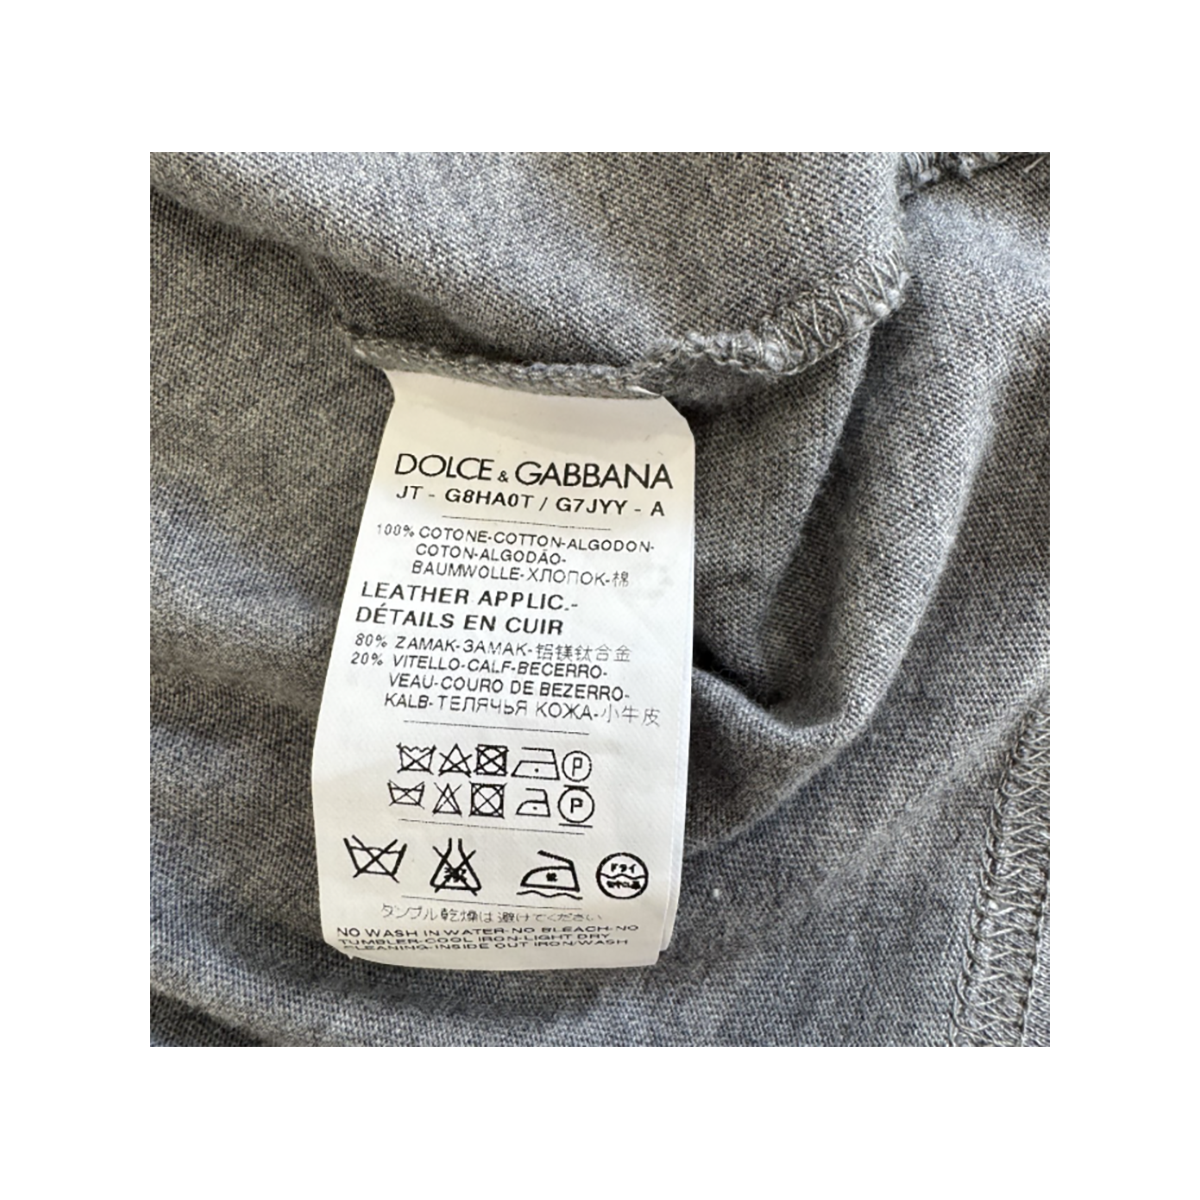 DOLCE & GABBANA
JT - G8HA0T / G7JYY - A
100% COTONE-COTTON-ALGODON-
COTON-ALGODÃO-
BAUMWOLLE-ХЛОПОК-棉
LEATHER APPLIC.-
DÉTAILS EN CUIR
80% ZAMAK-ЗАМАК-铝镁钛合金
20% VITELLO-CALF-BECERRO-
VEAU-COURO DE BEZERRO-
KALB-ТЕЛЯЧЬЯ КОЖА-小牛皮
P
P
ドライ
タンブル乾燥は避けてください
NO WASH IN WATER-NO BLEACH-NO
TUMBLER-COOL IRON-LIGHT DRY
CLEANING-INSIDE OUT IRON/WASH